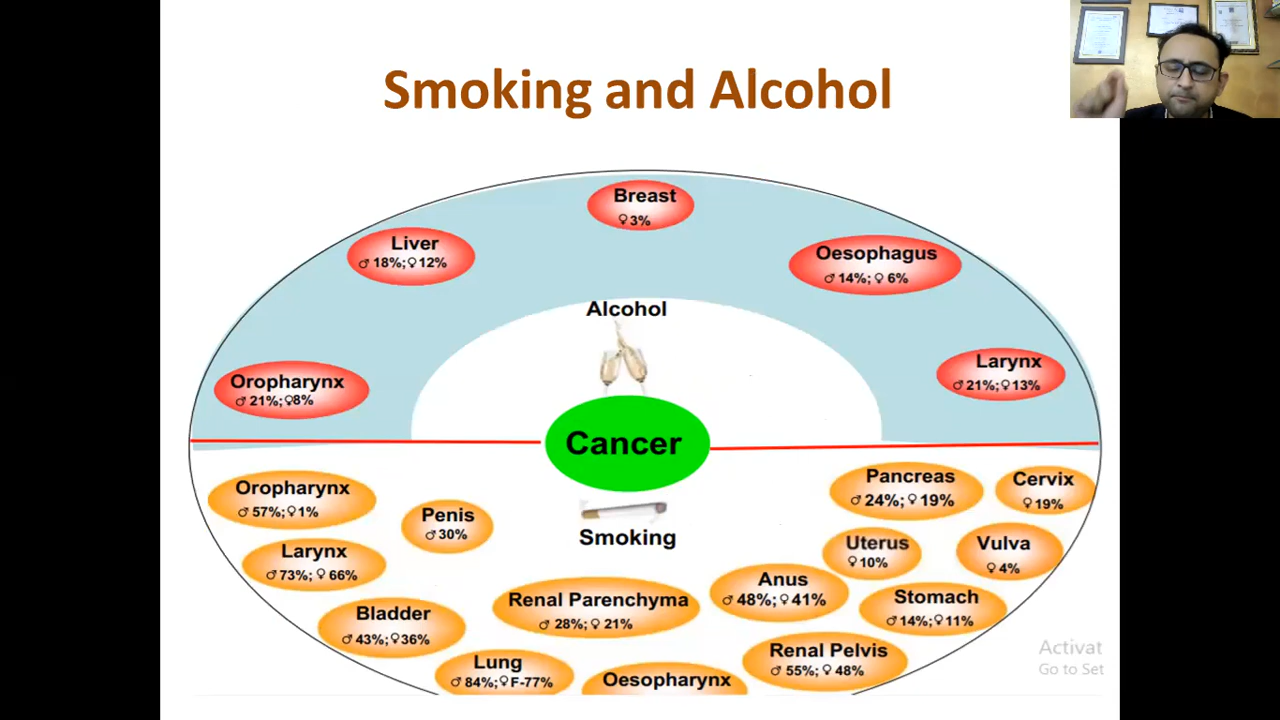 Smoking and Alcohol
Breast
♀ 3%
Liver
♂ 18%;♀12%
Oesophagus
♂ 14%; ♀ 6%
Alcohol
Oropharynx
♂ 21%;♀8%
Larynx
♂ 21%;♀ 13%
Cancer
Oropharynx
♂ 57%;♀1%
Penis
♂ 30%
Pancreas
♂ 24%;♀ 19%
Cervix
♀ 19%
Smoking
Larynx
♂ 73%; ♀ 66%
Uterus
♀ 10%
Vulva
♀ 4%
Bladder
♂ 43%;♀36%
Renal Parenchyma
♂ 28%;♀ 21%
Anus
♂ 48%;♀ 41%
Stomach
♂ 14%;♀11%
Lung
♂ 84%;♀F-77%
Oesopharynx
Renal Pelvis
♂ 55%; ♀ 48%
Activat
Go to Set